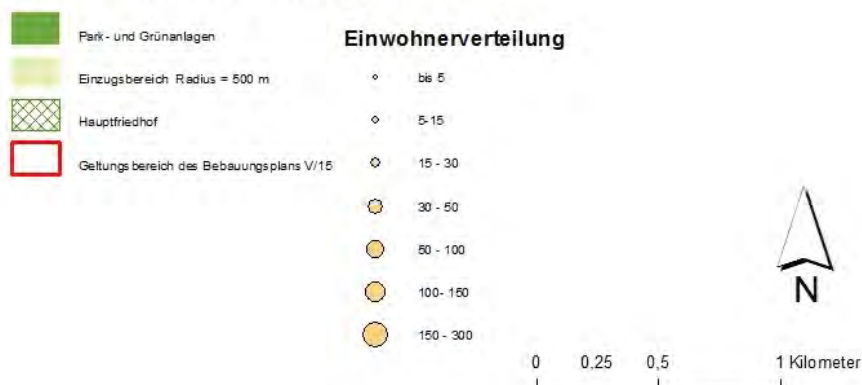 Park- und Grünanlagen
Einzugsbereich Radius = 500 m
Hauptfriedhof
Geltungsbereich des Bebauungsplans V/15
Einwohnerverteilung
bis 5
5-15
15 - 30
30 - 50
50 - 100
100- 150
150 - 300
N
0 0,25 0,5 1 Kilometer